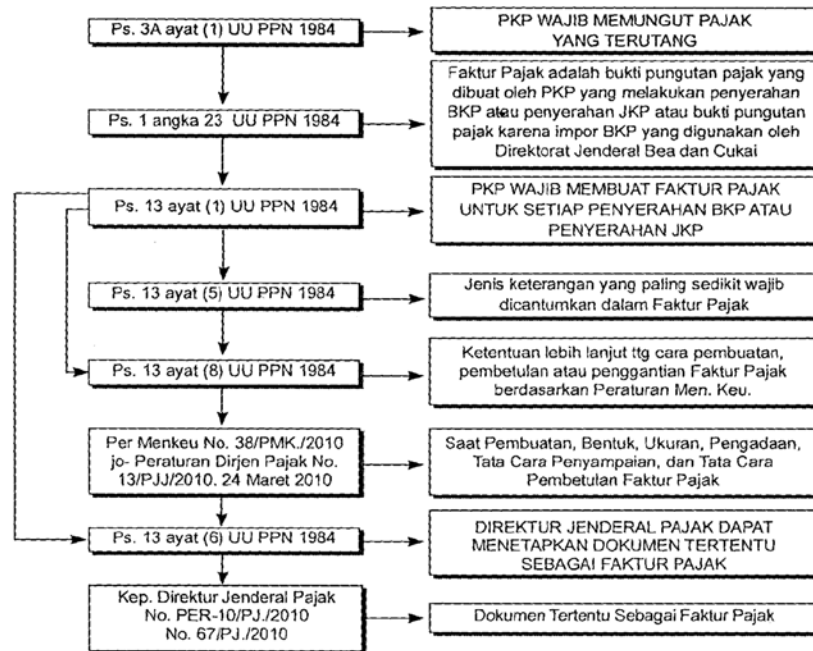 Ps. 3A ayat (1) UU PPN 1984
PKP WAJIB MEMUNGUT PAJAK
YANG TERUTANG
Ps. 1 angka 23 UU PPN 1984
Faktur Pajak adalah bukti pungutan pajak yang
dibuat oleh PKP yang melakukan penyerahan
BKP atau penyerahan JKP atau bukti pungutan
pajak karena impor BKP yang digunakan oleh
Direktorat Jenderal Bea dan Cukai
Ps. 13 ayat (1) UU PPN 1984
PKP WAJIB MEMBUAT FAKTUR PAJAK
UNTUK SETIAP PENYERAHAN BKP ATAU
PENYERAHAN JKP
Ps. 13 ayat (5) UU PPN 1984
Jenis keterangan yang paling sedikit wajib
dicantumkan dalam Faktur Pajak
Ps. 13 ayat (8) UU PPN 1984
Ketentuan lebih lanjut ttg cara pembuatan,
pembetulan atau penggantian Faktur Pajak
berdasarkan Peraturan Men. Keu.
Per Menkeu No. 38/PMK./2010
jo- Peraturan Dirjen Pajak No.
13/PJJ/2010. 24 Maret 2010
Saat Pembuatan, Bentuk, Ukuran, Pengadaan,
Tata Cara Penyampaian, dan Tata Cara
Pembetulan Faktur Pajak
Ps. 13 ayat (6) UU PPN 1984
DIREKTUR JENDERAL PAJAK DAPAT
MENETAPKAN DOKUMEN TERTENTU
SEBAGAI FAKTUR PAJAK
Kep. Direktur Jenderal Pajak
No. PER-10/PJ./2010
No. 67/PJ./2010
Dokumen Tertentu Sebagai Faktur Pajak